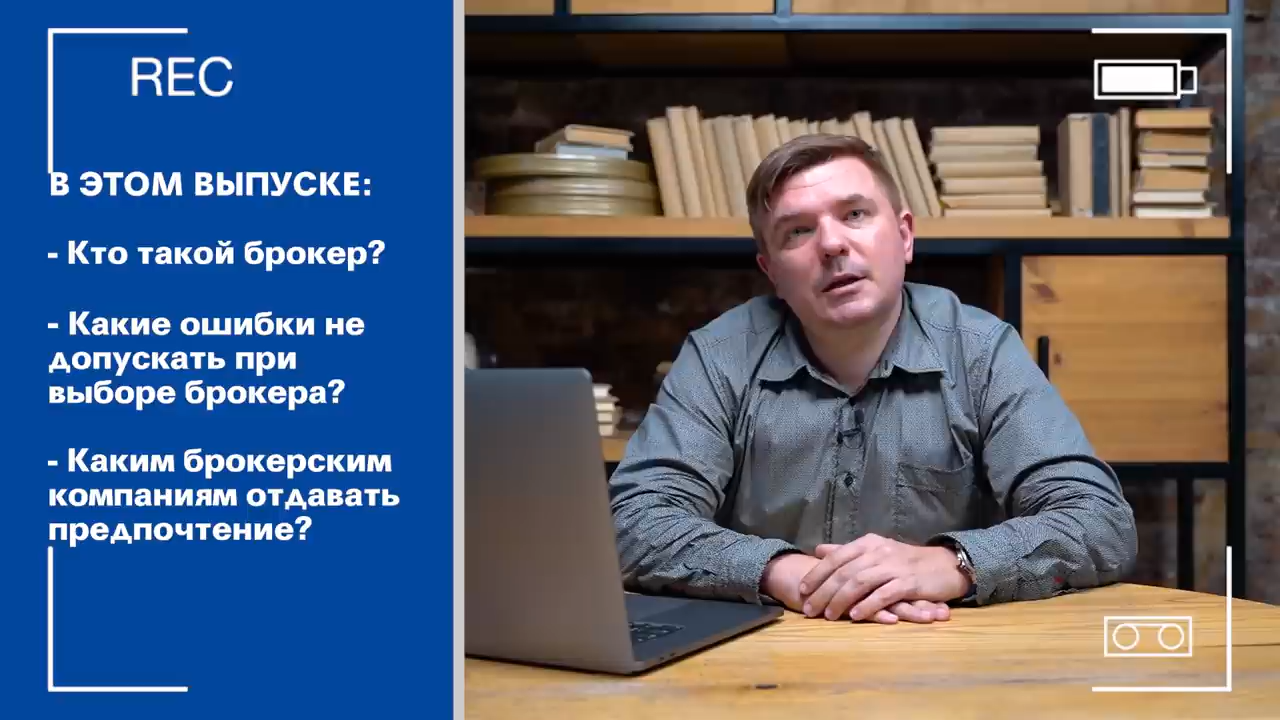 REC
В ЭТОМ ВЫПУСКЕ:
- Кто такой брокер?
- Какие ошибки не
допускать при
выборе брокера?
- Каким брокерским
компаниям отдавать
предпочтение?